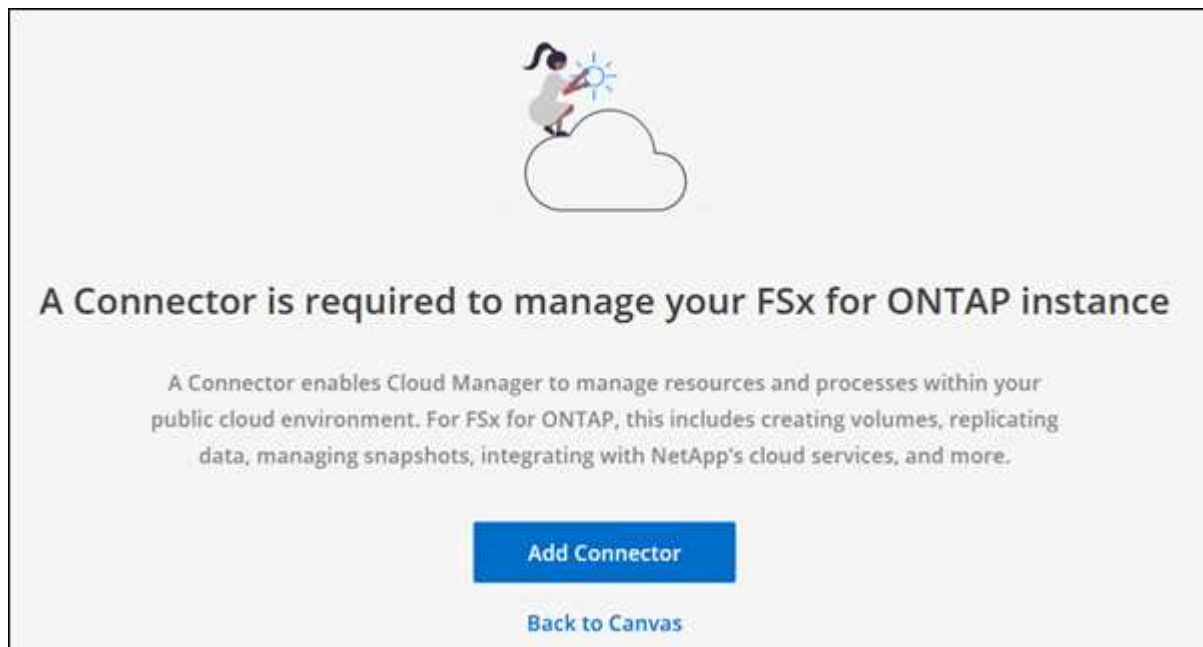 A Connector is required to manage your FSx for ONTAP instance
A Connector enables Cloud Manager to manage resources and processes within your
public cloud environment. For FSx for ONTAP, this includes creating volumes, replicating
data, managing snapshots, integrating with NetApp's cloud services, and more.
Add Connector
Back to Canvas